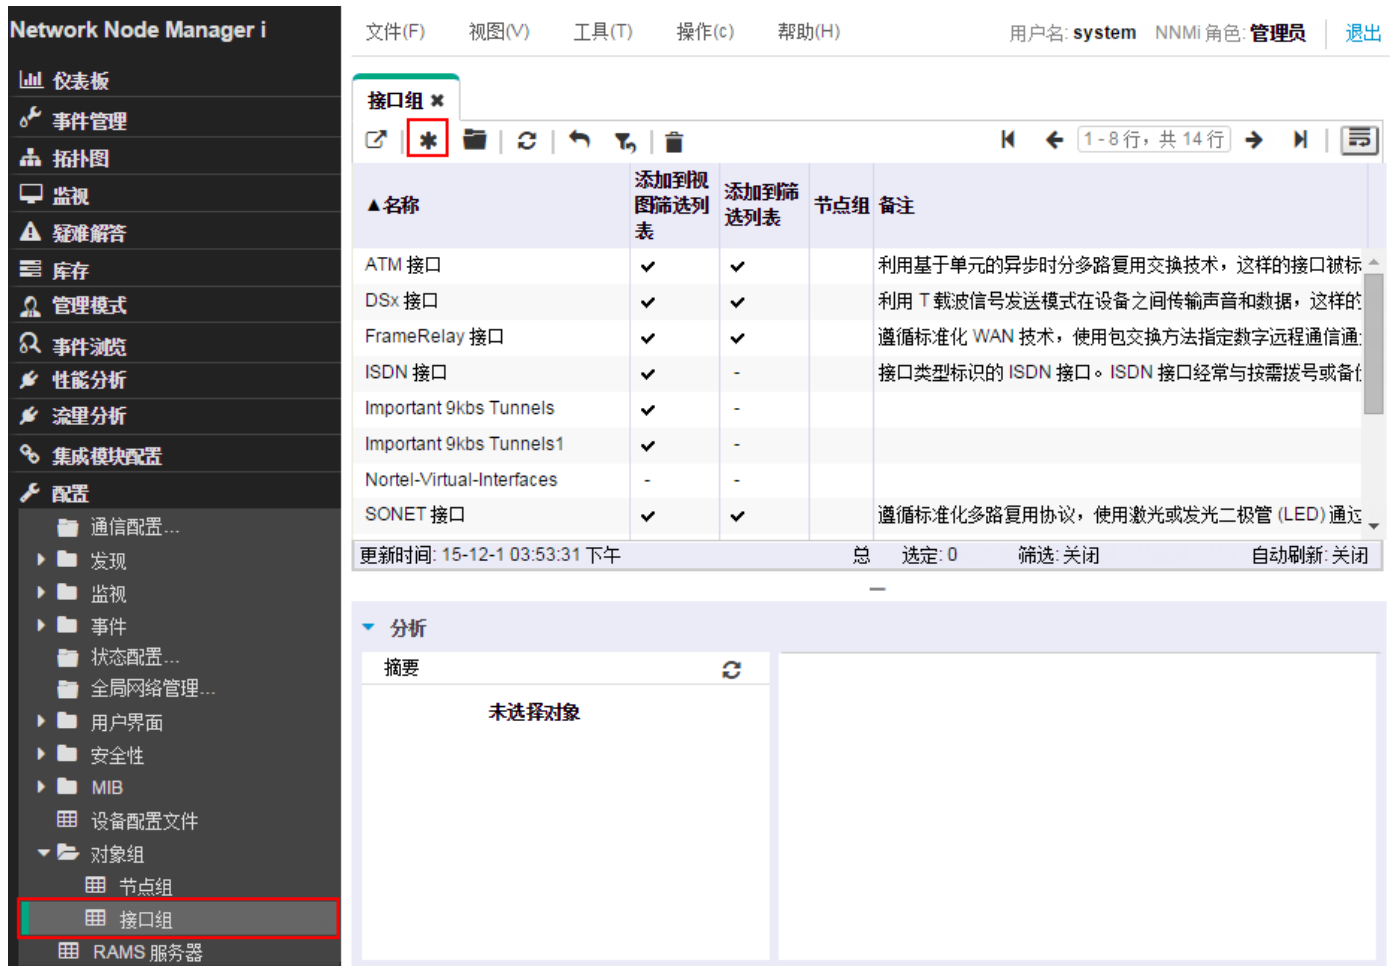 Network Node Manager i
文件(F) 视图(V) 工具(T) 操作(c) 帮助(H) 用户名: system NNMi 角色: 管理员 退出
仪表板
事件管理
拓扑图
监视
疑难解答
库存
管理模式
事件浏览
性能分析
流里分析
集成模块配置
配置
通信配置...
发现
监视
事件
状态配置...
全局网络管理...
用户界面
安全性
MIB
设备配置文件
对象组
节点组
接口组
RAMS 服务器
接口组 ✖
1 - 8 行，共 14 行
▲名称 添加到视图筛选列表 添加到筛选列表 节点组 备注
ATM 接口 ✔ ✔ 利用基于单元的异步时分多路复用交换技术，这样的接口被标
DSx 接口 ✔ ✔ 利用 T 载波信号发送模式在设备之间传输声音和数据，这样的
FrameRelay 接口 ✔ ✔ 遵循标准化 WAN 技术，使用包交换方法指定数字远程通信通
ISDN 接口 ✔ - 接口类型标识的 ISDN 接口。ISDN 接口经常与按需拨号或备
Important 9kbs Tunnels ✔ -
Important 9kbs Tunnels1 ✔ -
Nortel-Virtual-Interfaces - -
SONET 接口 ✔ ✔ 遵循标准化多路复用协议，使用激光或发光二极管 (LED) 通过
更新时间: 15-12-1 03:53:31 下午 总 选定: 0 筛选: 关闭 自动刷新: 关闭
分析
摘要
未选择对象